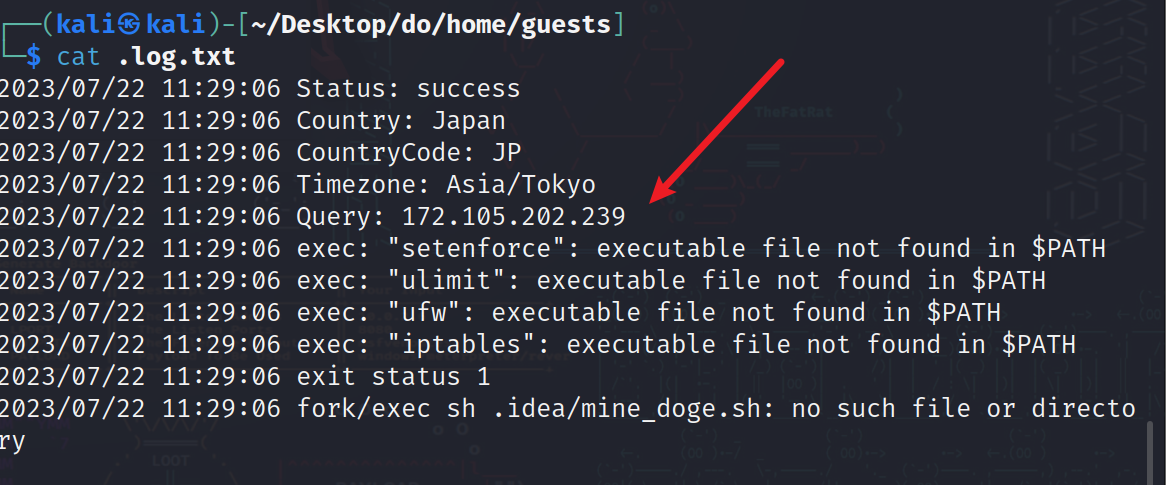 (kali㉿kali)-[~/Desktop/do/home/guests]
$ cat .log.txt
2023/07/22 11:29:06 Status: success
2023/07/22 11:29:06 Country: Japan
2023/07/22 11:29:06 CountryCode: JP
2023/07/22 11:29:06 Timezone: Asia/Tokyo
2023/07/22 11:29:06 Query: 172.105.202.239
2023/07/22 11:29:06 exec: "setenforce": executable file not found in $PATH
2023/07/22 11:29:06 exec: "ulimit": executable file not found in $PATH
2023/07/22 11:29:06 exec: "ufw": executable file not found in $PATH
2023/07/22 11:29:06 exec: "iptables": executable file not found in $PATH
2023/07/22 11:29:06 exit status 1
2023/07/22 11:29:06 fork/exec sh .idea/mine_doge.sh: no such file or directo
ry
TheFatRat
LOOT